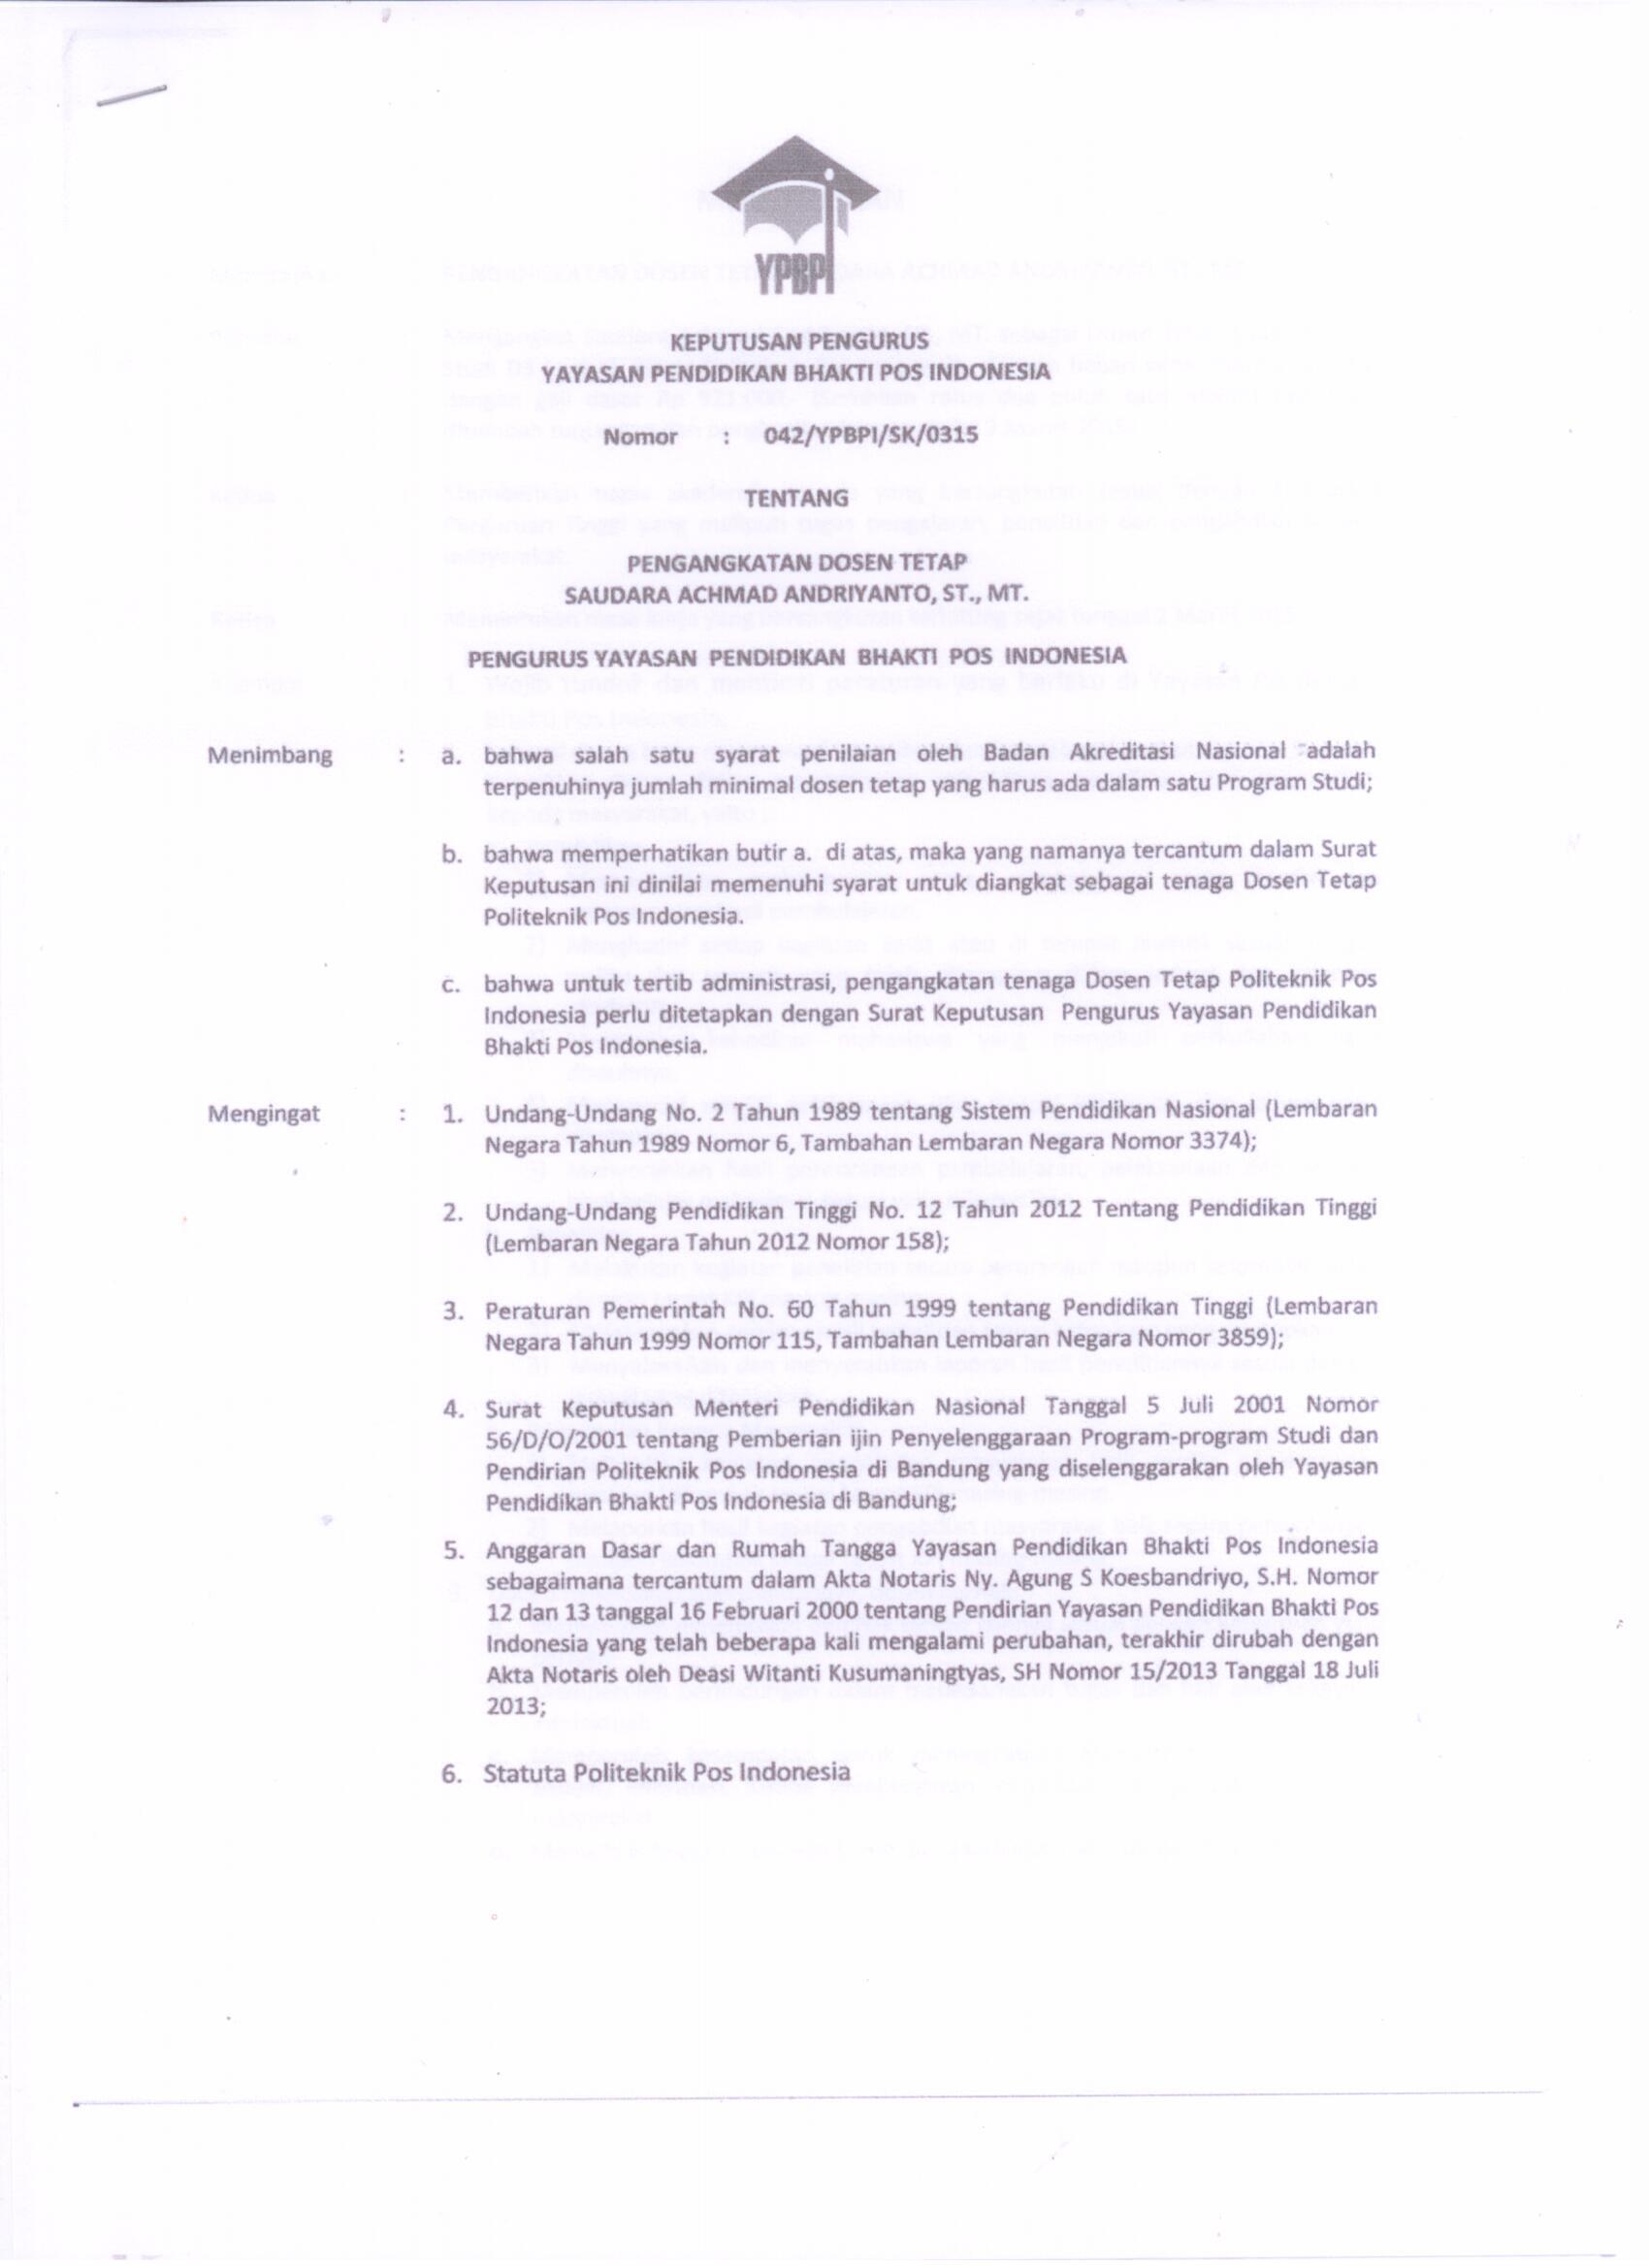 YPBPI
KEPUTUSAN PENGURUS
YAYASAN PENDIDIKAN BHAKTI POS INDONESIA
Nomor : 042/YPBPI/SK/0315
TENTANG
PENGANGKATAN DOSEN TETAP
SAUDARA ACHMAD ANDRIYANTO, ST., MT.
PENGURUS YAYASAN PENDIDIKAN BHAKTI POS INDONESIA
Menimbang : a. bahwa salah satu syarat penilaian oleh Badan Akreditasi Nasional adalah
terpenuhinya jumlah minimal dosen tetap yang harus ada dalam satu Program Studi;
b. bahwa memperhatikan butir a. di atas, maka yang namanya tercantum dalam Surat
Keputusan ini dinilai memenuhi syarat untuk diangkat sebagai tenaga Dosen Tetap
Politeknik Pos Indonesia.
c. bahwa untuk tertib administrasi, pengangkatan tenaga Dosen Tetap Politeknik Pos
Indonesia perlu ditetapkan dengan Surat Keputusan Pengurus Yayasan Pendidikan
Bhakti Pos Indonesia.
Mengingat : 1. Undang-Undang No. 2 Tahun 1989 tentang Sistem Pendidikan Nasional (Lembaran
Negara Tahun 1989 Nomor 6, Tambahan Lembaran Negara Nomor 3374);
2. Undang-Undang Pendidikan Tinggi No. 12 Tahun 2012 Tentang Pendidikan Tinggi
(Lembaran Negara Tahun 2012 Nomor 158);
3. Peraturan Pemerintah No. 60 Tahun 1999 tentang Pendidikan Tinggi (Lembaran
Negara Tahun 1999 Nomor 115, Tambahan Lembaran Negara Nomor 3859);
4. Surat Keputusan Menteri Pendidikan Nasional Tanggal 5 Juli 2001 Nomor
56/D/O/2001 tentang Pemberian ijin Penyelenggaraan Program-program Studi dan
Pendirian Politeknik Pos Indonesia di Bandung yang diselenggarakan oleh Yayasan
Pendidikan Bhakti Pos Indonesia di Bandung;
5. Anggaran Dasar dan Rumah Tangga Yayasan Pendidikan Bhakti Pos Indonesia
sebagaimana tercantum dalam Akta Notaris Ny. Agung S Koesbandriyo, S.H. Nomor
12 dan 13 tanggal 16 Februari 2000 tentang Pendirian Yayasan Pendidikan Bhakti Pos
Indonesia yang telah beberapa kali mengalami perubahan, terakhir dirubah dengan
Akta Notaris oleh Deasi Witanti Kusumaningtyas, SH Nomor 15/2013 Tanggal 18 Juli
2013;
6. Statuta Politeknik Pos Indonesia